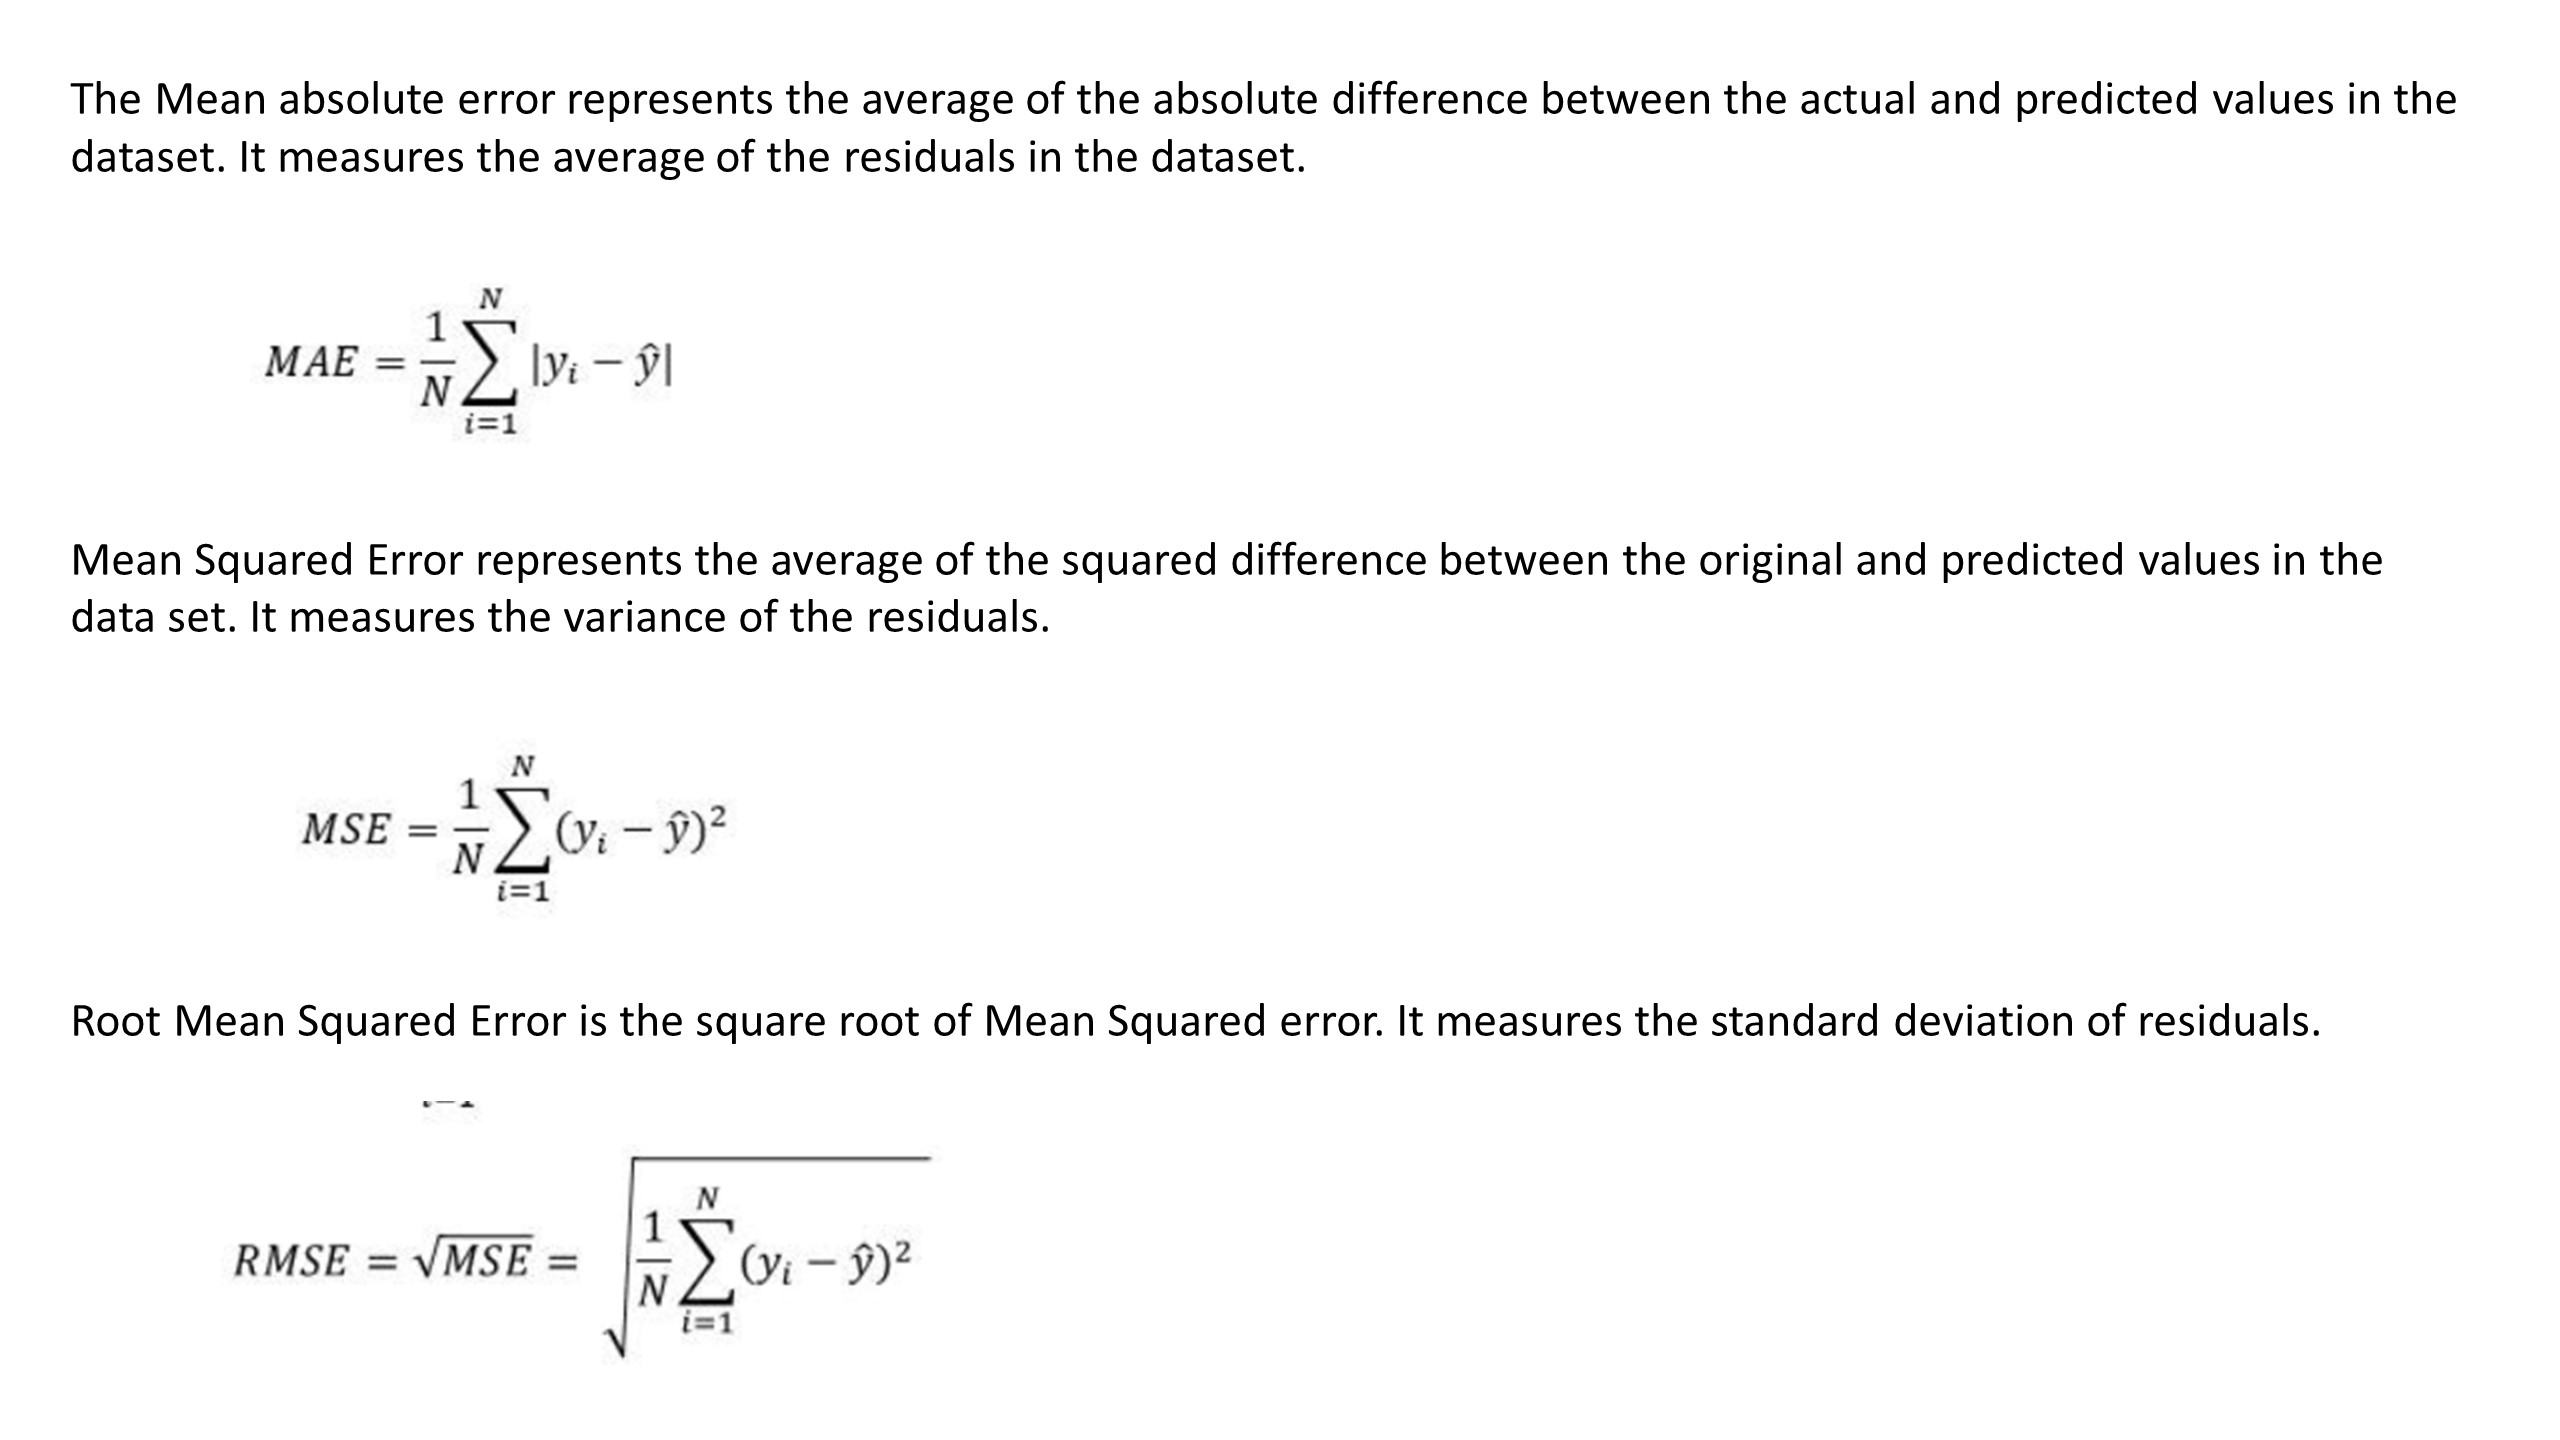 The Mean absolute error represents the average of the absolute difference between the actual and predicted values in the
dataset. It measures the average of the residuals in the dataset.
MAE = \frac{1}{N} \sum_{i=1}^{N} |y_i - ŷ|
Mean Squared Error represents the average of the squared difference between the original and predicted values in the
data set. It measures the variance of the residuals.
MSE = \frac{1}{N} \sum_{i=1}^{N} (y_i - ŷ)^2
Root Mean Squared Error is the square root of Mean Squared error. It measures the standard deviation of residuals.
RMSE = \sqrt{MSE} = \sqrt{\frac{1}{N} \sum_{i=1}^{N} (y_i - ŷ)^2}